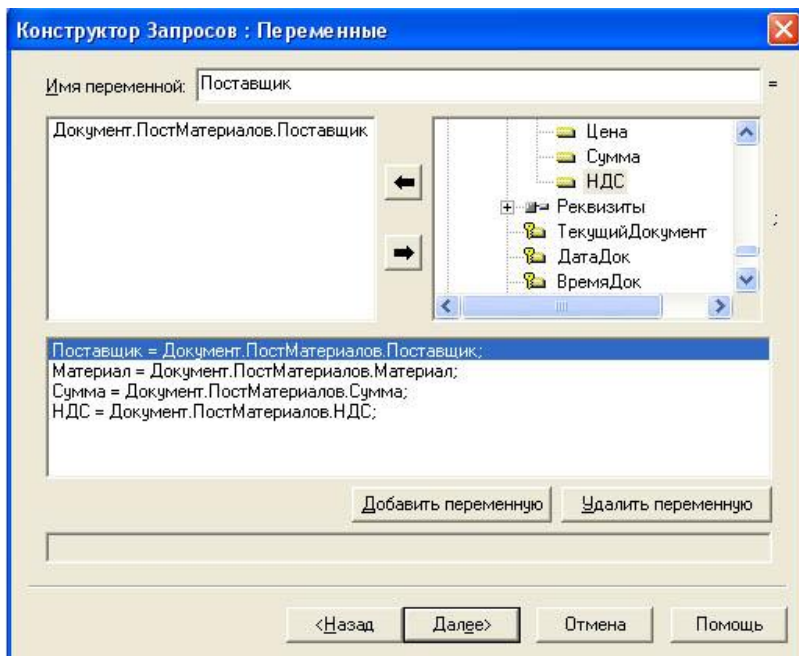 Конструктор Запросов : Переменные
Имя переменной: Поставщик =
Документ.ПостМатериалов.Поставщик
Цена
Сумма
НДС
Реквизиты
ТекущийДокумент
ДатаДок
ВремяДок
;
Поставщик = Документ.ПостМатериалов.Поставщик;
Материал = Документ.ПостМатериалов.Материал;
Сумма = Документ.ПостМатериалов.Сумма;
НДС = Документ.ПостМатериалов.НДС;
Добавить переменную Удалить переменную
<Назад Далее> Отмена Помощь